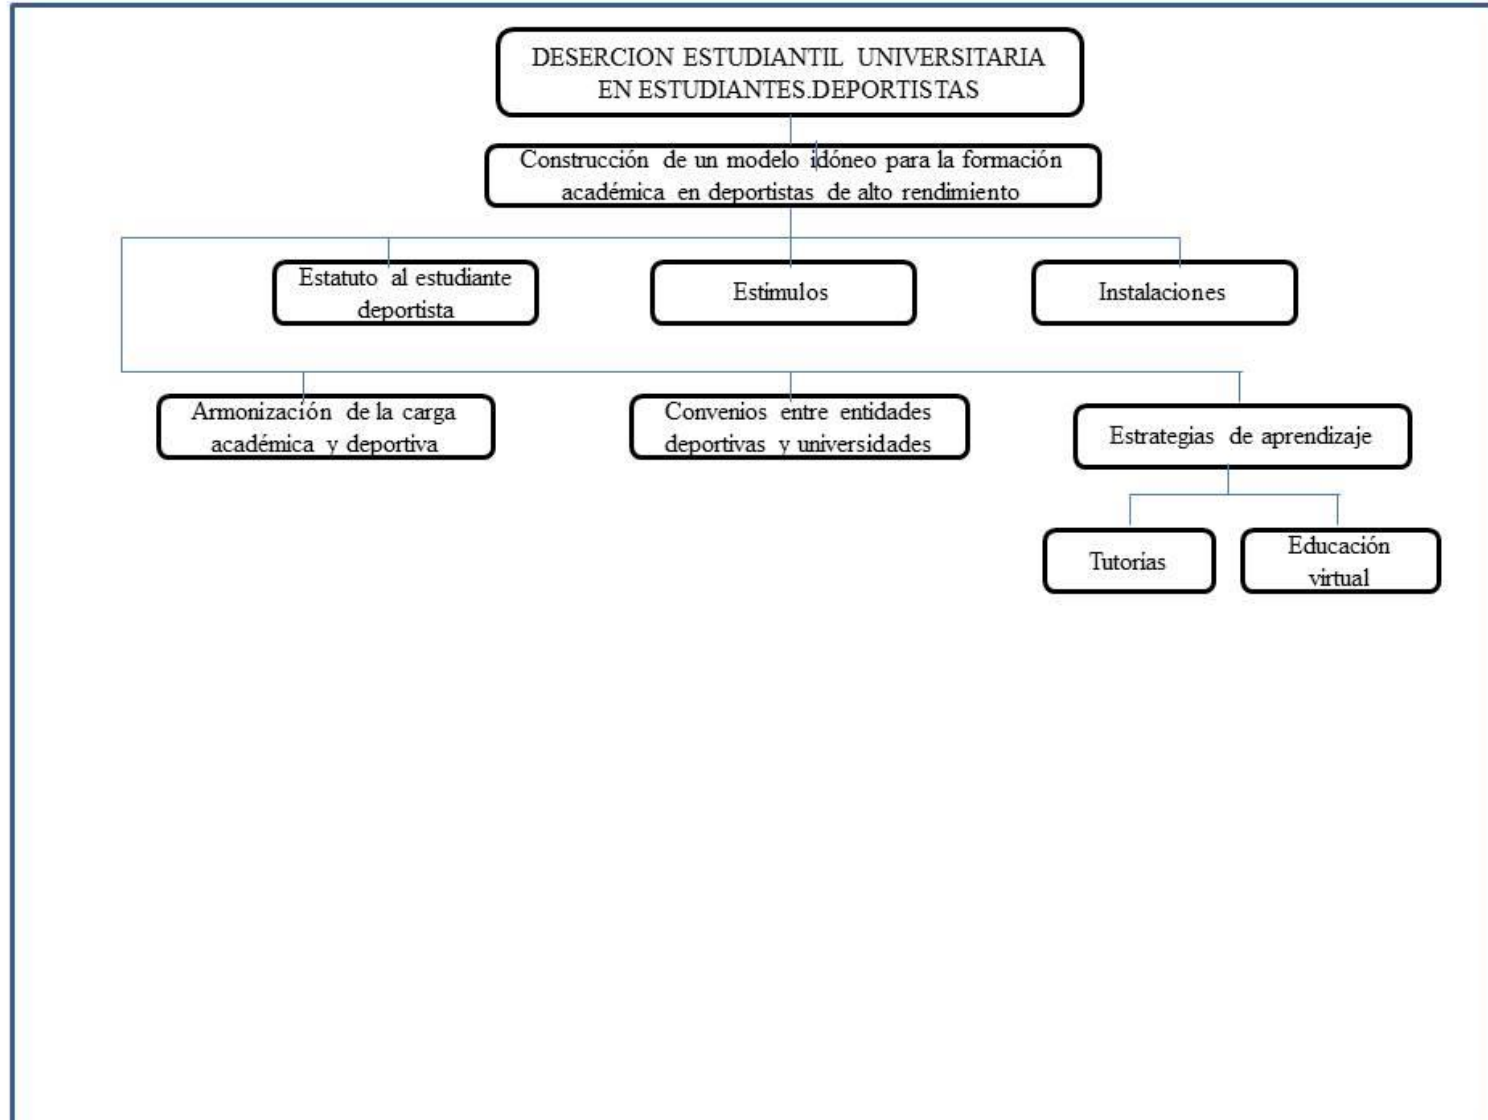 DESERCION ESTUDIANTIL UNIVERSITARIA
EN ESTUDIANTES.DEPORTISTAS
Construcción de un modelo idóneo para la formación
académica en deportistas de alto rendimiento
Estatuto al estudiante
deportista
Estimulos
Instalaciones
Armonización de la carga
académica y deportiva
Convenios entre entidades
deportivas y universidades
Estrategias de aprendizaje
Tutorías
Educación
virtual